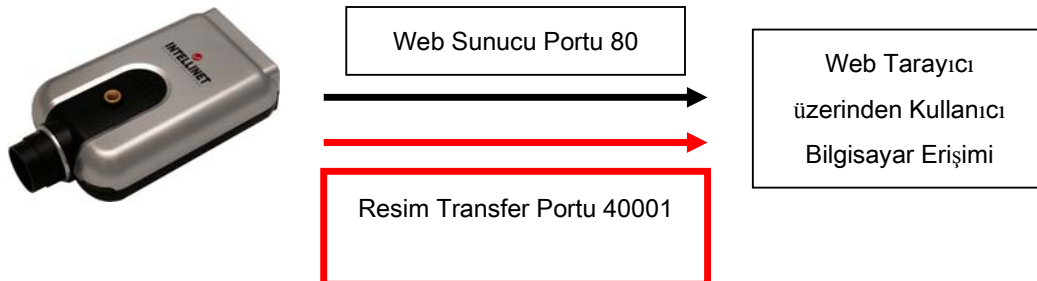 INTELLINET
Web Sunucu Portu 80
Resim Transfer Portu 40001
Web Tarayıcı
üzerinden Kullanıcı
Bilgisayar Erişimi